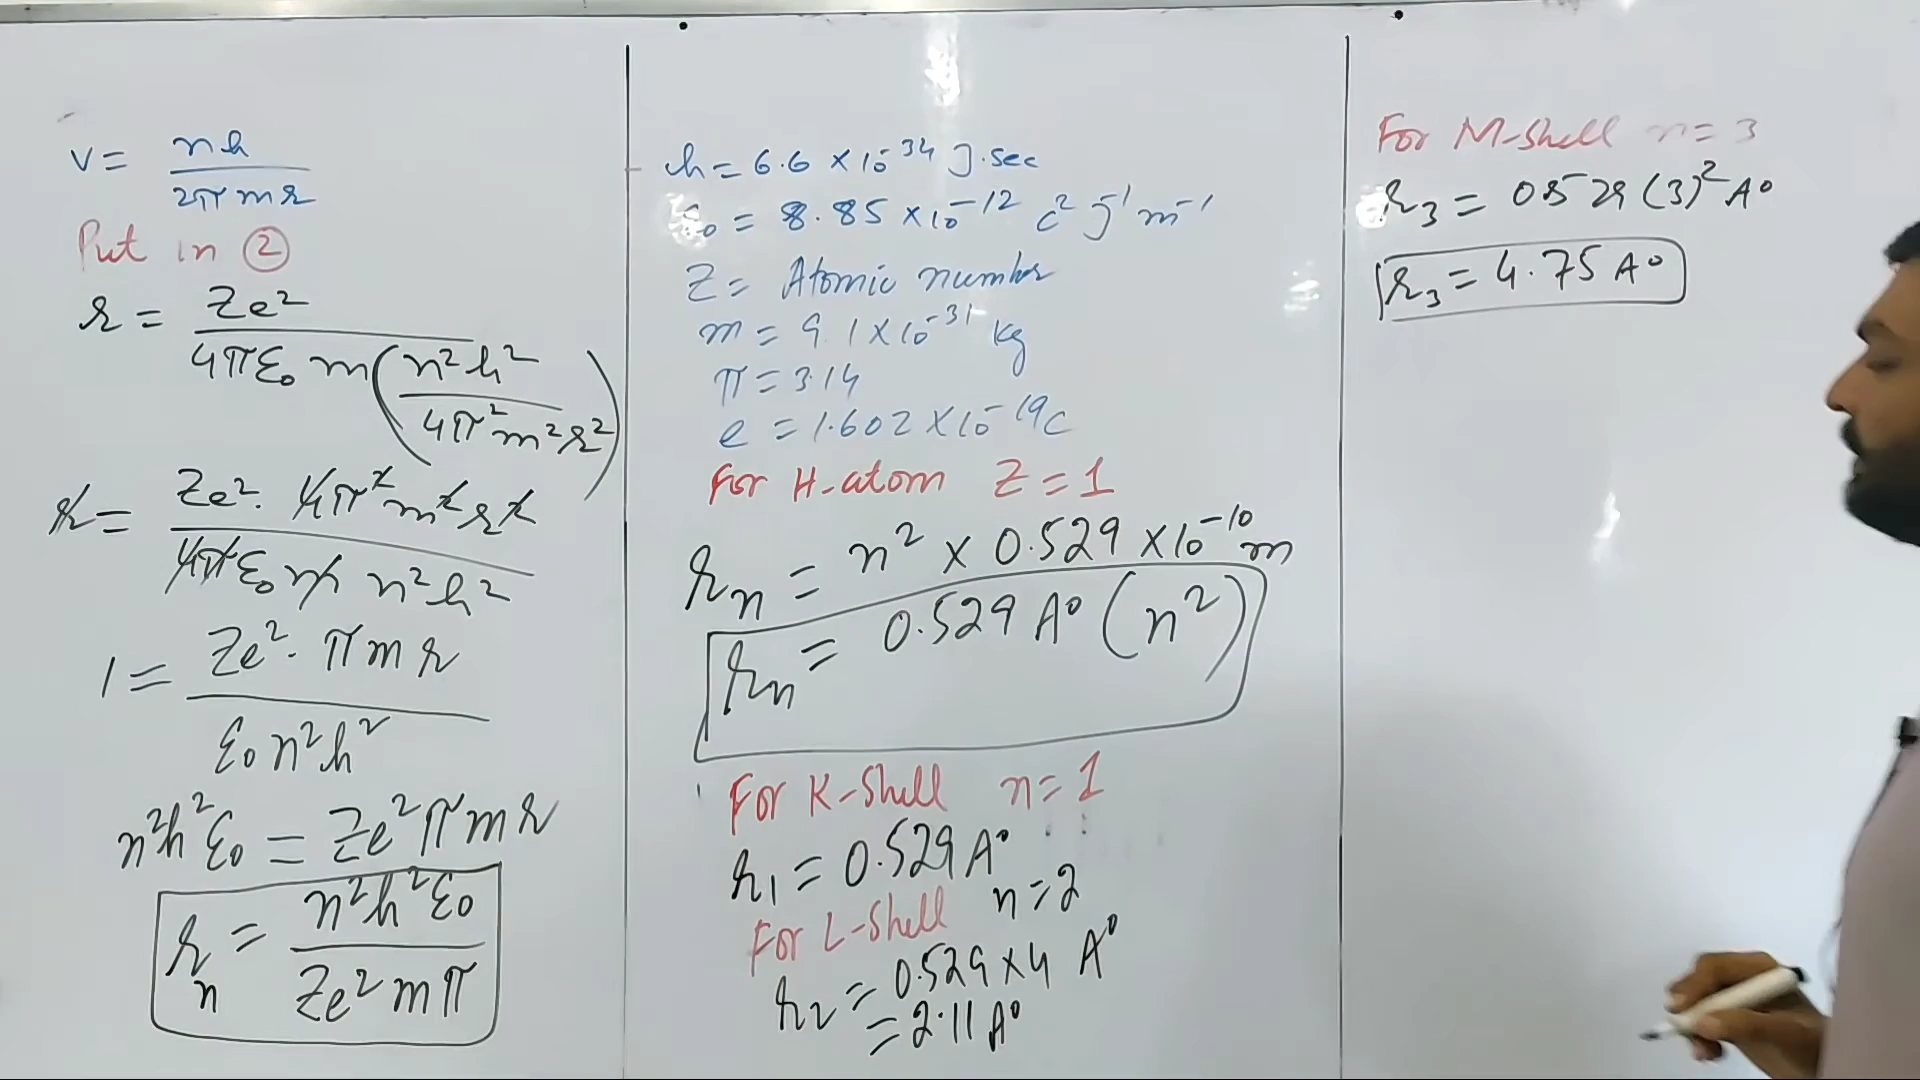 v = nh / 2πmr
Put in ②
r = Ze² / 4πε₀ m (n²h² / 4π²m²r²)
r = Ze². 4π²m²r² / 4πε₀ m n²h²
1 = Ze². πmr / ε₀n²h²
n²h²ε₀ = Ze²πmr
rₙ = n²h²ε₀ / Ze²mπ
h = 6.6 × 10⁻³⁴ J.sec
ε₀ = 8.85 × 10⁻¹² c² j⁻¹ m⁻¹
Z = Atomic number
m = 9.1 × 10⁻³¹ kg
π = 3.14
e = 1.602 × 10⁻¹⁹ C
For H-atom Z = 1
rₙ = n² × 0.529 × 10⁻¹⁰ m
rₙ = 0.529 A° (n²)
For K-Shell n = 1
r₁ = 0.529 A°
For L-Shell n = 2
r₂ = 0.529 × 4 A°
= 2.11 A°
For M-Shell n = 3
r₃ = 0.529 (3)² A°
r₃ = 4.75 A°